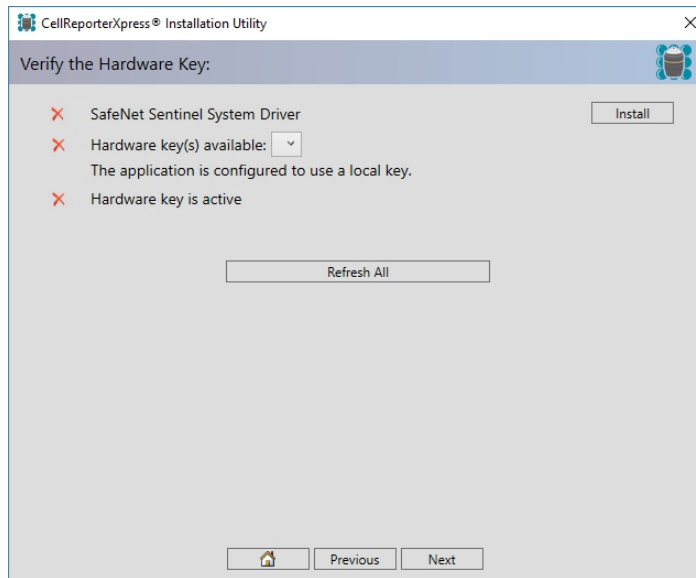 CellReporterXpress® Installation Utility
Verify the Hardware Key:
SafeNet Sentinel System Driver
Install
Hardware key(s) available:
The application is configured to use a local key.
Hardware key is active
Refresh All
Previous
Next